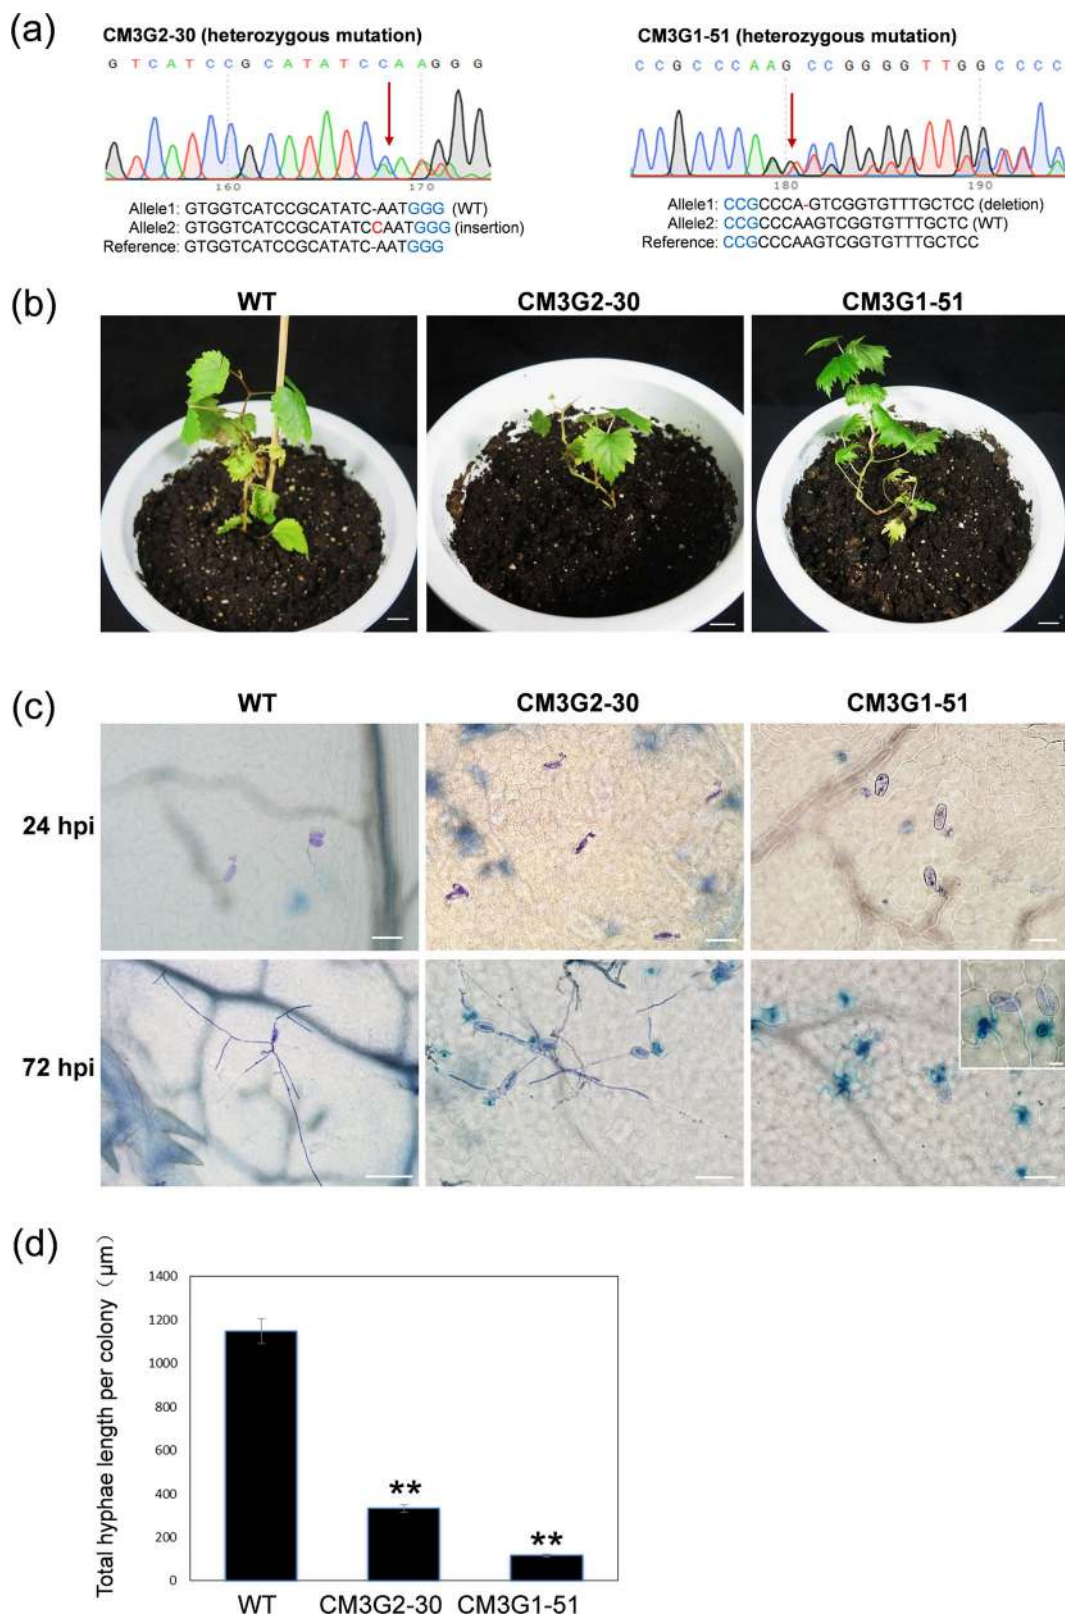 (a)
CM3G2-30 (heterozygous mutation)
G T C A T C C G C A T A T C C A A G G G
160 170
Allele1: GTGGTCATCCGCATATC-AATGGG (WT)
Allele2: GTGGTCATCCGCATATCCAATGGG (insertion)
Reference: GTGGTCATCCGCATATC-AATGGG
CM3G1-51 (heterozygous mutation)
C C G C C C A A G C C G G G G T T G G C C C C
180 190
Allele1: CCGCCCA-GTCGGTGTTTGCTCC (deletion)
Allele2: CCGCCCAAGTCGGTGTTTGCTC (WT)
Reference: CCGCCCAAGTCGGTGTTTGCTCC
(b)
WT CM3G2-30 CM3G1-51
(c)
WT CM3G2-30 CM3G1-51
24 hpi
72 hpi
(d)
Total hyphae length per colony (μm)
1400
1200
1000
800
600
400
200
0
**
**
WT CM3G2-30 CM3G1-51